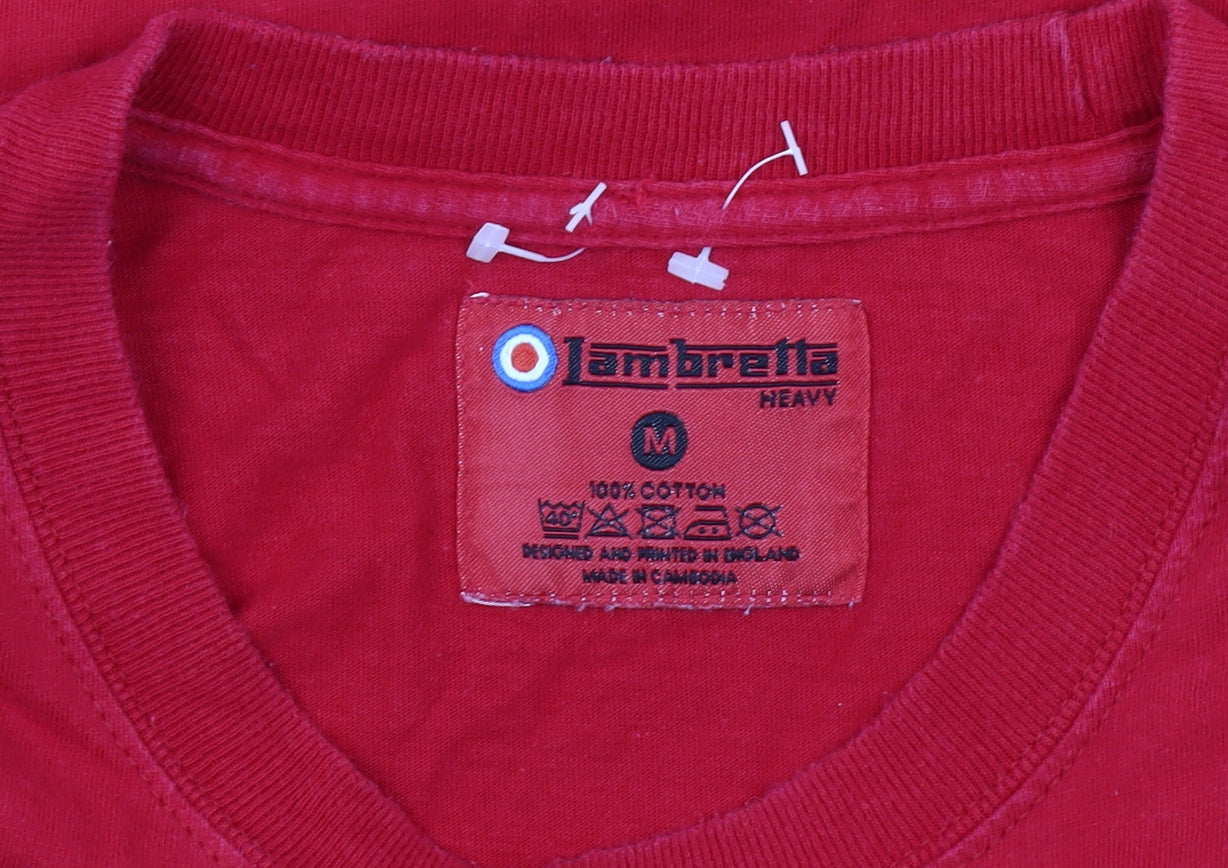 Lambretta
HEAVY
M
100% COTTON
40°
DESIGNED AND PRINTED IN ENGLAND
MADE IN CAMBODIA